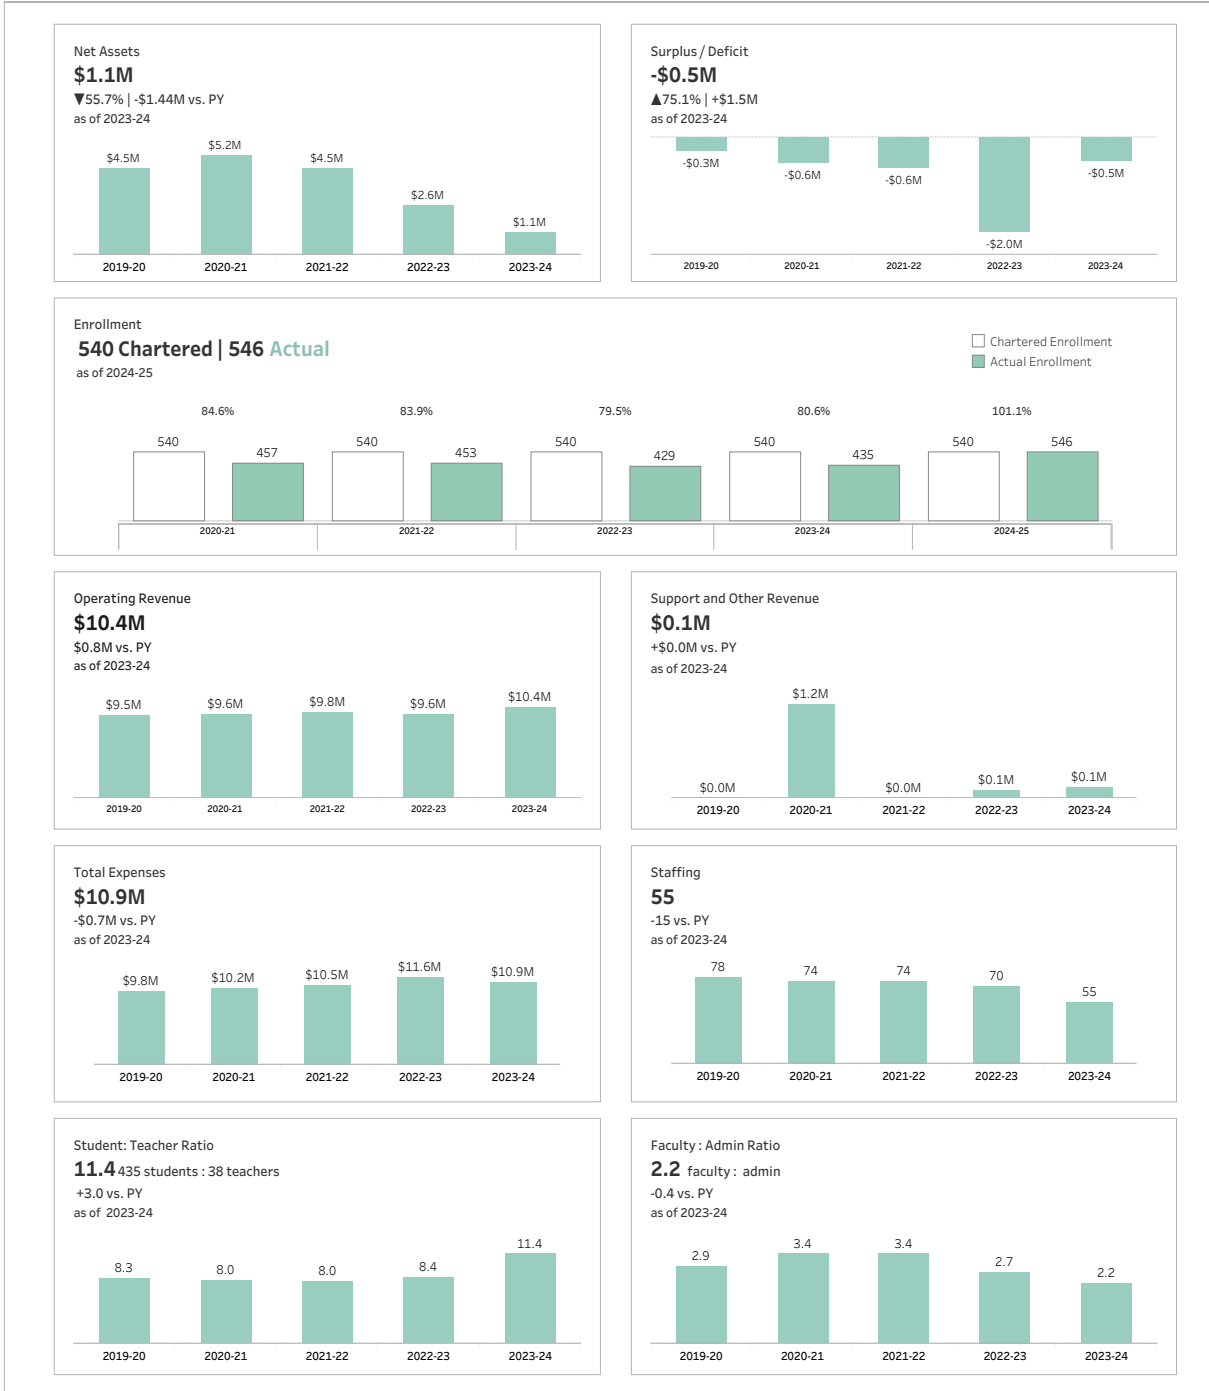 Net Assets
$1.1M
▼55.7% | -$1.44M vs. PY
as of 2023-24
$4.5M
$5.2M
$4.5M
$2.6M
$1.1M
2019-20
2020-21
2021-22
2022-23
2023-24
Surplus / Deficit
-$0.5M
▲75.1% | +$1.5M
as of 2023-24
-$0.3M
-$0.6M
-$0.6M
-$2.0M
-$0.5M
2019-20
2020-21
2021-22
2022-23
2023-24
Enrollment
540 Chartered | 546 Actual
as of 2024-25
Chartered Enrollment
Actual Enrollment
84.6%
83.9%
79.5%
80.6%
101.1%
540
457
540
453
540
429
540
435
540
546
2020-21
2021-22
2022-23
2023-24
2024-25
Operating Revenue
$10.4M
$0.8M vs. PY
as of 2023-24
$9.5M
$9.6M
$9.8M
$9.6M
$10.4M
2019-20
2020-21
2021-22
2022-23
2023-24
Support and Other Revenue
$0.1M
+$0.0M vs. PY
as of 2023-24
$0.0M
$1.2M
$0.0M
$0.1M
$0.1M
2019-20
2020-21
2021-22
2022-23
2023-24
Total Expenses
$10.9M
-$0.7M vs. PY
as of 2023-24
$9.8M
$10.2M
$10.5M
$11.6M
$10.9M
2019-20
2020-21
2021-22
2022-23
2023-24
Staffing
55
-15 vs. PY
as of 2023-24
78
74
74
70
55
2019-20
2020-21
2021-22
2022-23
2023-24
Student: Teacher Ratio
11.4 435 students : 38 teachers
+3.0 vs. PY
as of 2023-24
8.3
8.0
8.0
8.4
11.4
2019-20
2020-21
2021-22
2022-23
2023-24
Faculty : Admin Ratio
2.2 faculty : admin
-0.4 vs. PY
as of 2023-24
2.9
3.4
3.4
2.7
2.2
2019-20
2020-21
2021-22
2022-23
2023-24